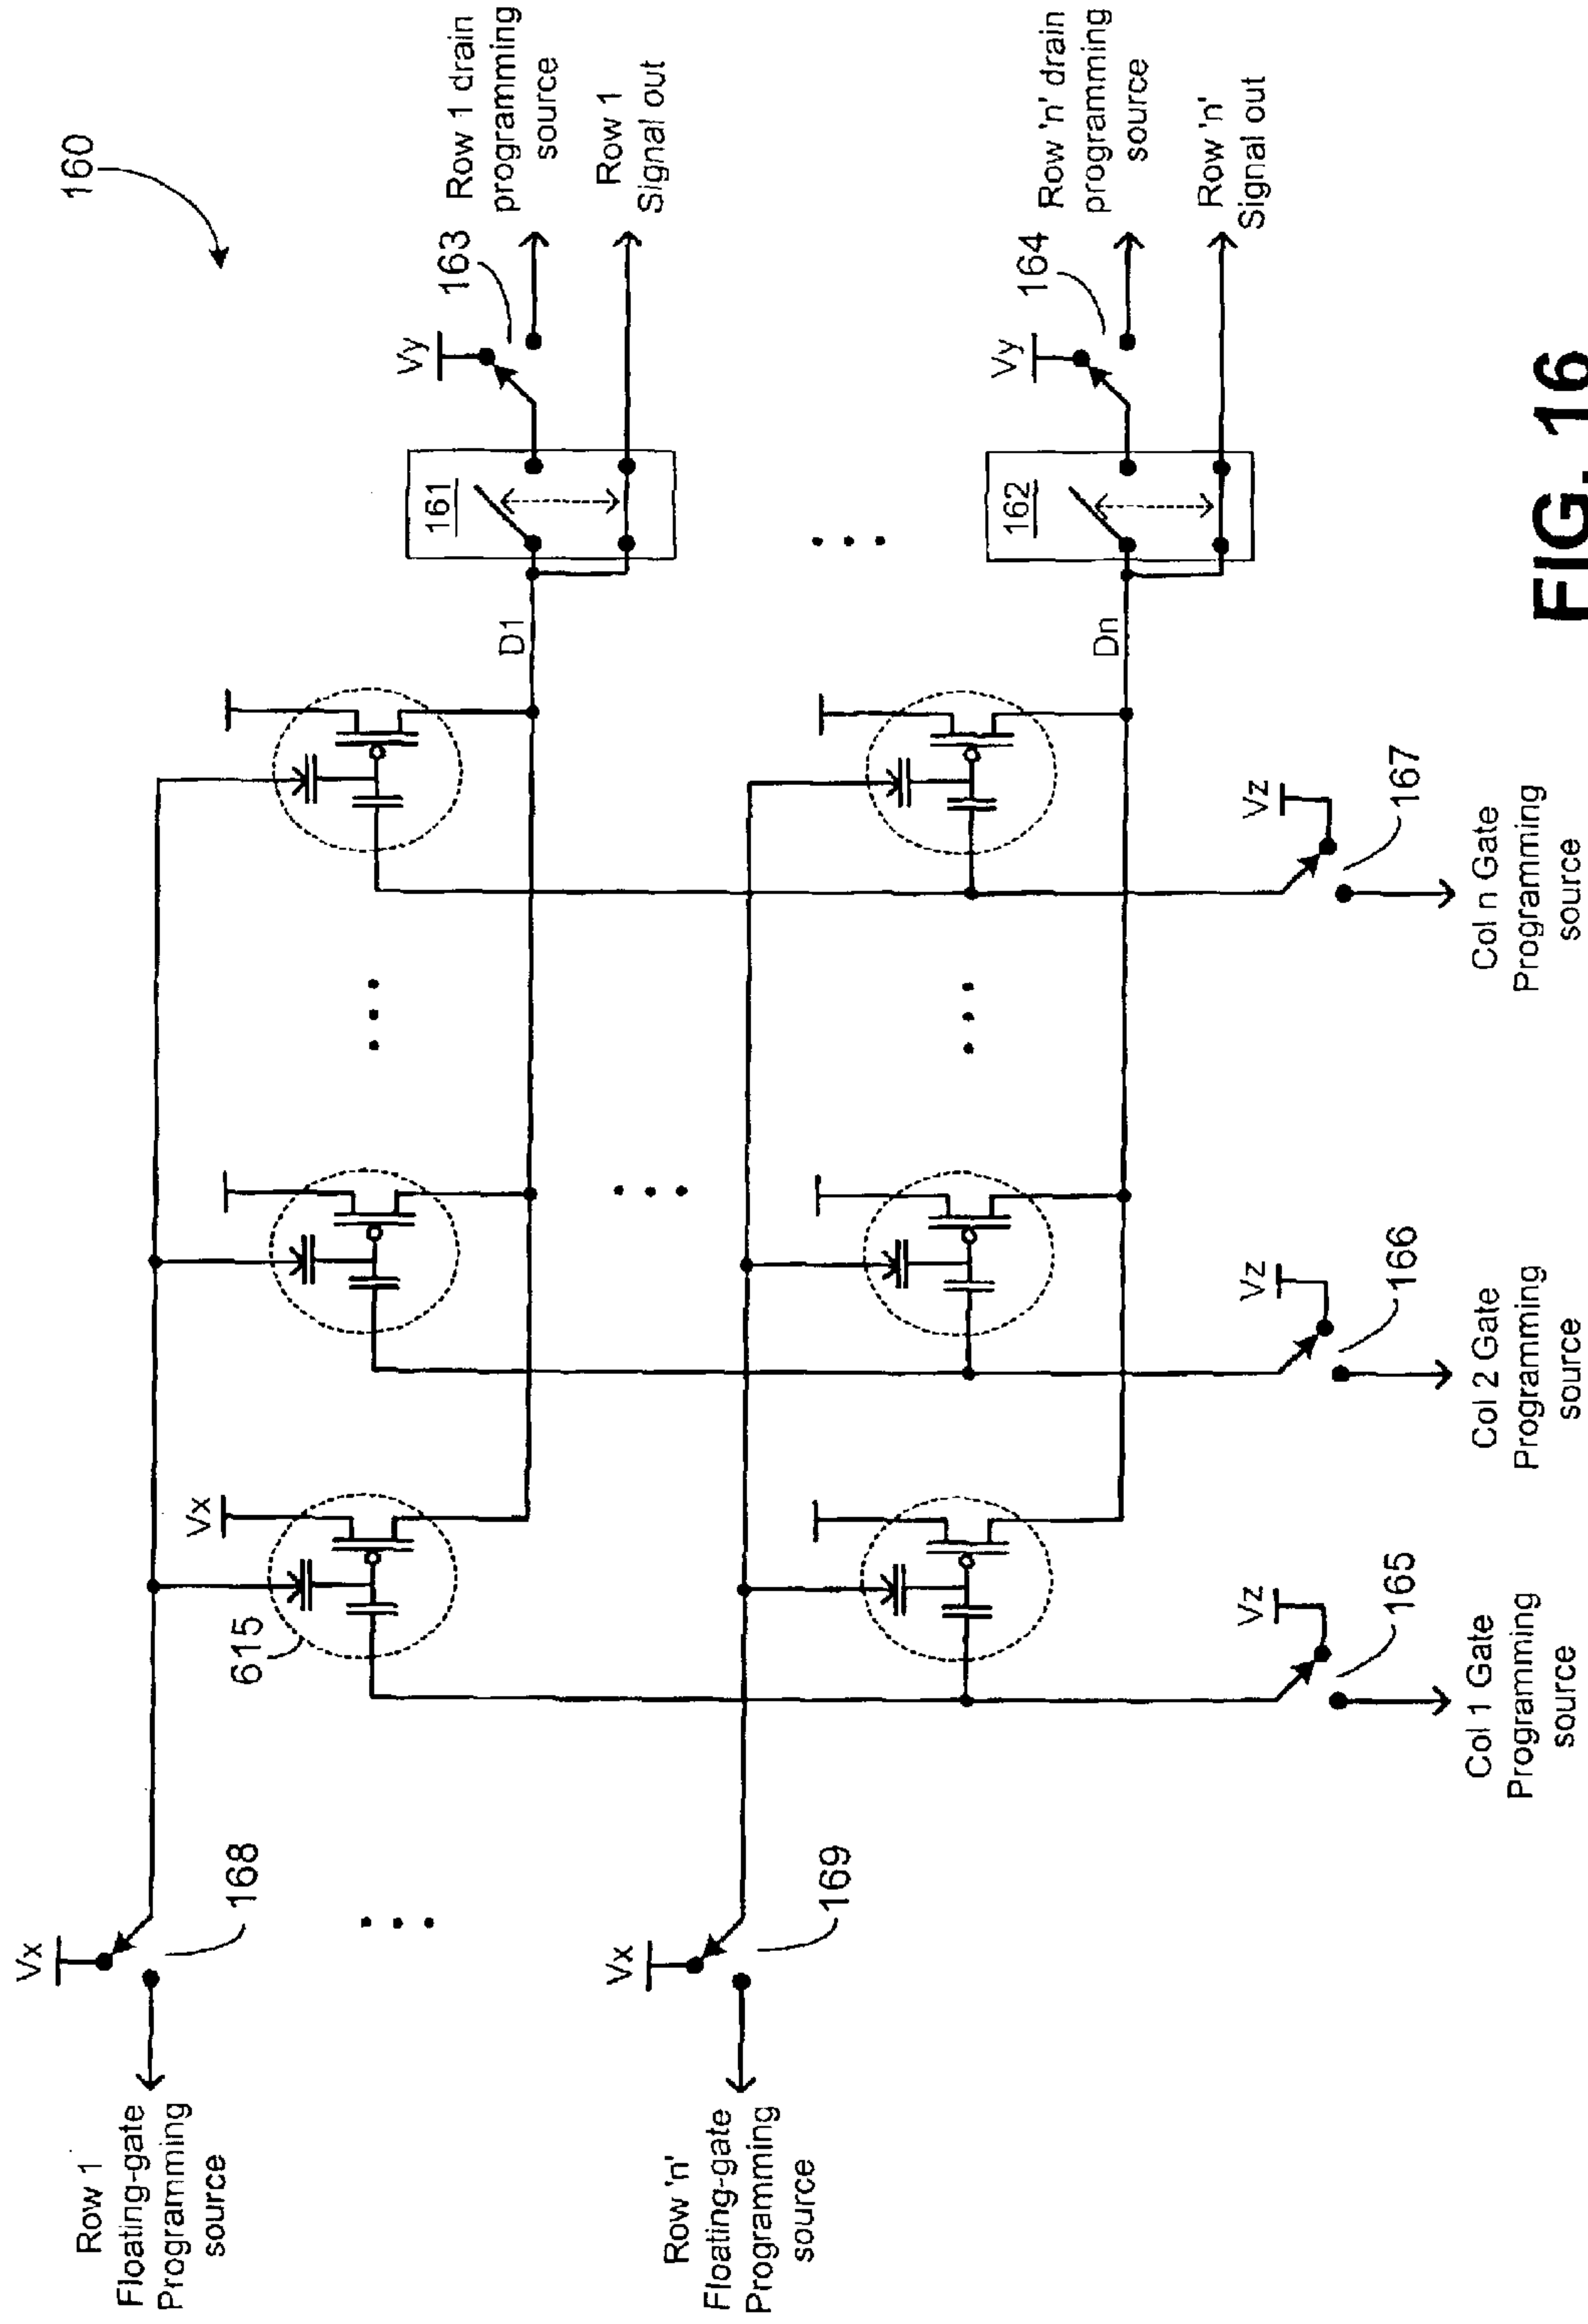 160
Vx
Row 1
Floating-gate
Programming
source
168
615
Vx
Vy
163
Row 1 drain
programming
source
161
Row 1
Signal out
D1
Vx
Row 'n'
Floating-gate
Programming
source
169
Vy
164
Row 'n' drain
programming
source
162
Row 'n'
Signal out
Dn
Vz
165
Col 1 Gate
Programming
source
Vz
166
Col 2 Gate
Programming
source
Vz
167
Col n Gate
Programming
source
FIG. 16